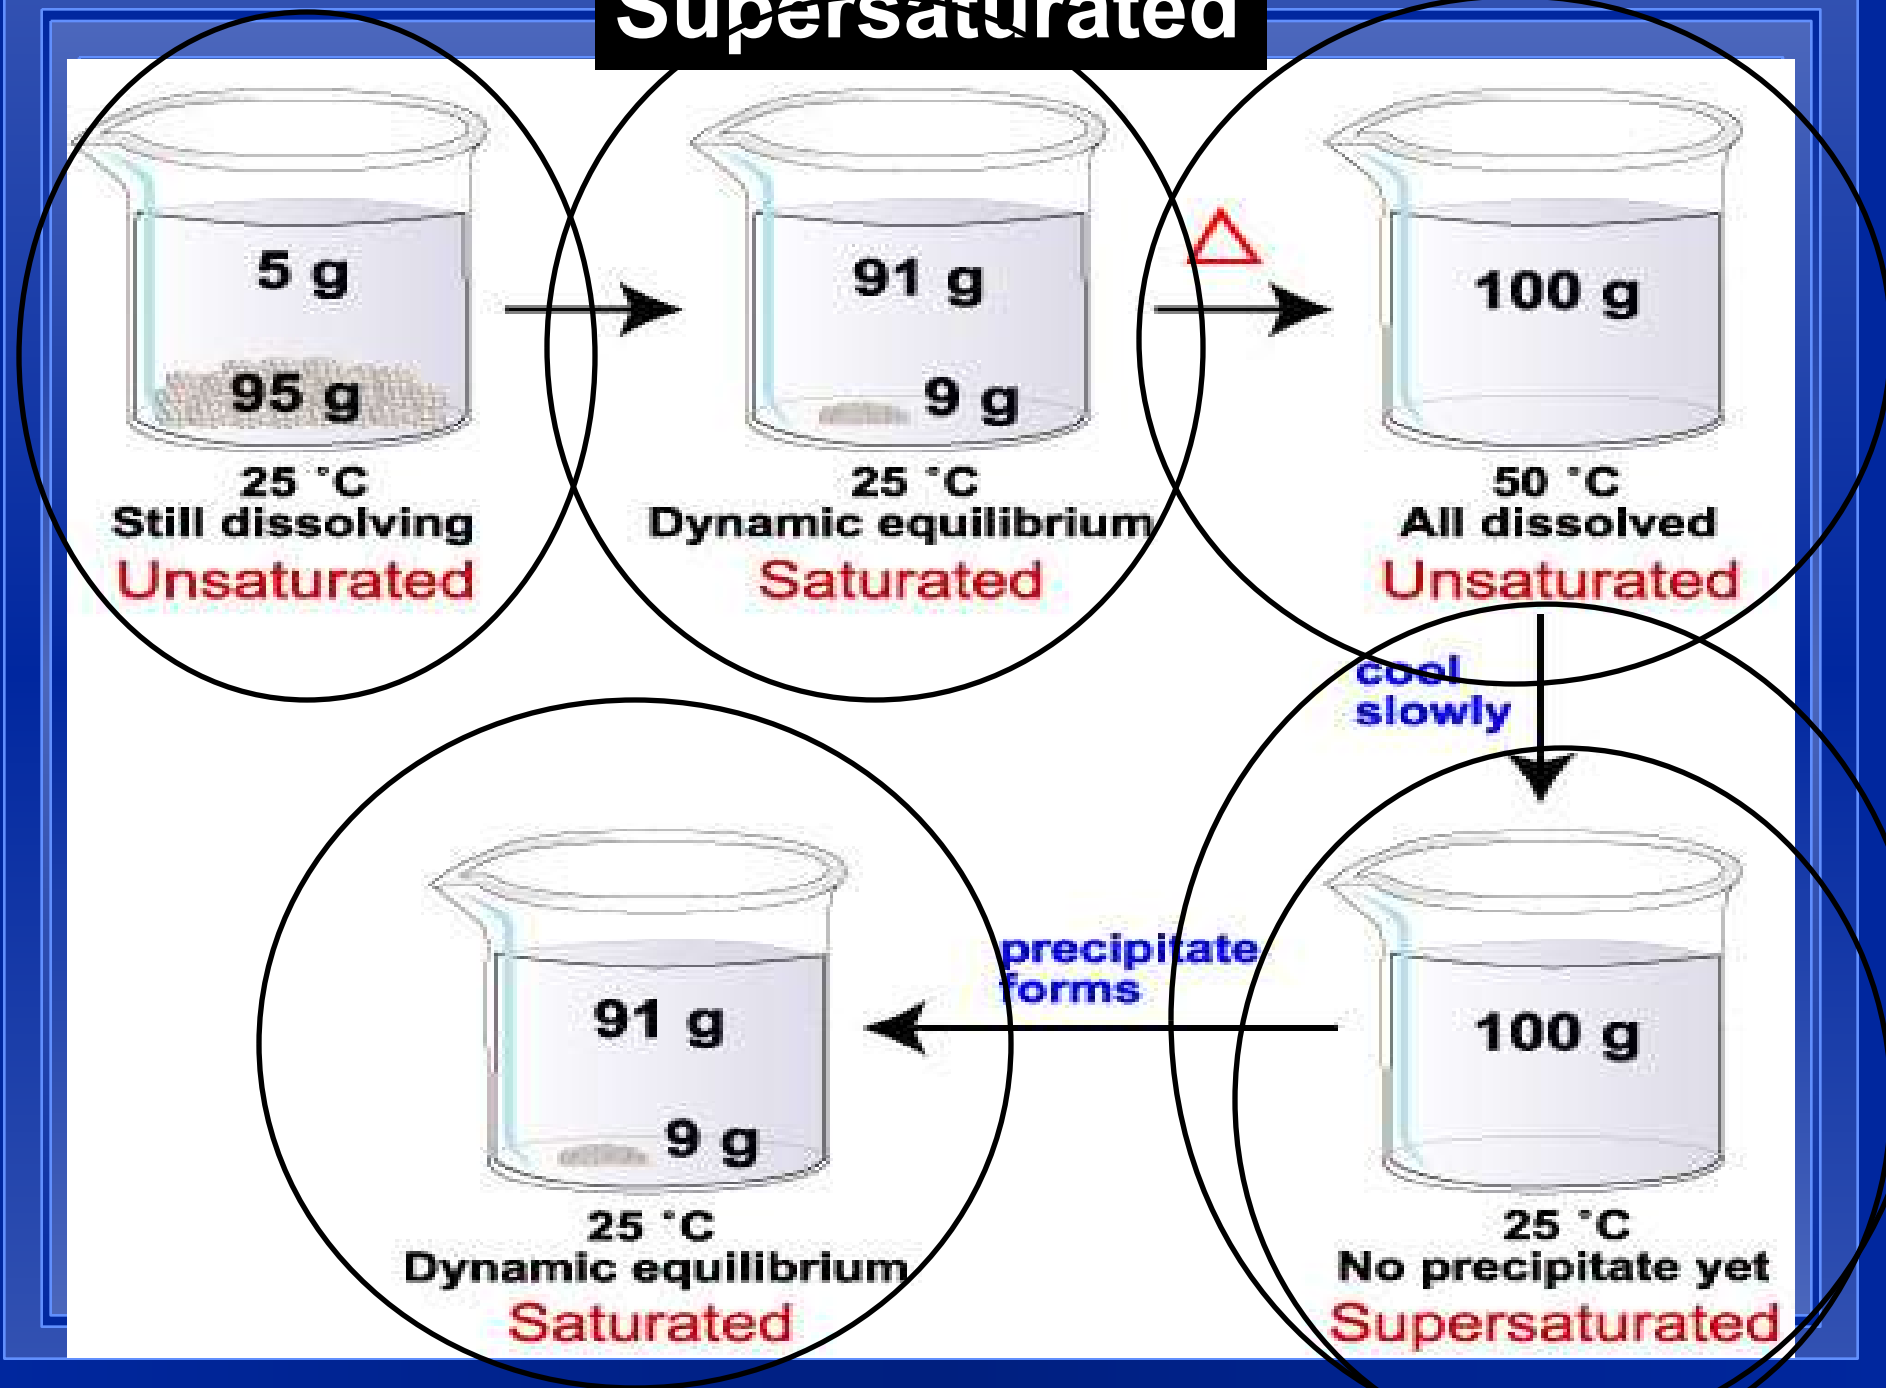 Supersaturated
5 g
95 g
25 °C
Still dissolving
Unsaturated
91 g
9 g
25 °C
Dynamic equilibrium
Saturated
100 g
50 °C
All dissolved
Unsaturated
cool
slowly
100 g
25 °C
No precipitate yet
Supersaturated
precipitate
forms
91 g
9 g
25 °C
Dynamic equilibrium
Saturated